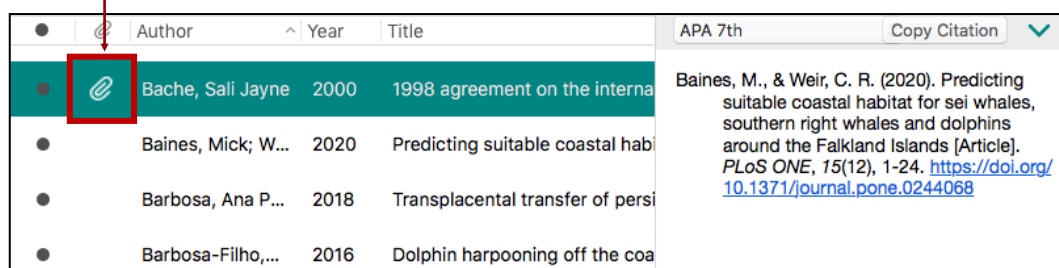 Author Year Title
Bache, Sali Jayne 2000 1998 agreement on the interna
Baines, Mick; W... 2020 Predicting suitable coastal habi
Barbosa, Ana P... 2018 Transplacental transfer of persi
Barbosa-Filho,... 2016 Dolphin harpooning off the coa
APA 7th Copy Citation
Baines, M., & Weir, C. R. (2020). Predicting
suitable coastal habitat for sei whales,
southern right whales and dolphins
around the Falkland Islands [Article].
PLoS ONE, 15(12), 1-24. https://doi.org/
10.1371/journal.pone.0244068